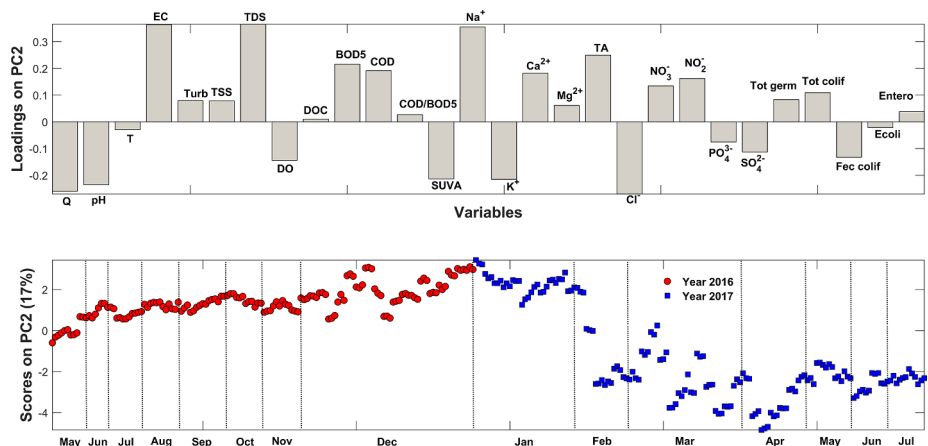 Loadings on PC2
0.3
0.2
0.1
0
-0.1
-0.2
Q
pH
T
EC
Turb
TSS
TDS
DO
DOC
BOD5
COD
COD/BOD5
SUVA
Na+
K+
Ca2+
Mg2+
TA
Cl-
NO3-
NO2-
PO43-
SO42-
Tot germ
Tot colif
Fec colif
Ecoli
Entero
Variables
Scores on PC2 (17%)
2
0
-2
-4
Year 2016
Year 2017
May Jun Jul Aug Sep Oct Nov Dec Jan Feb Mar Apr May Jun Jul